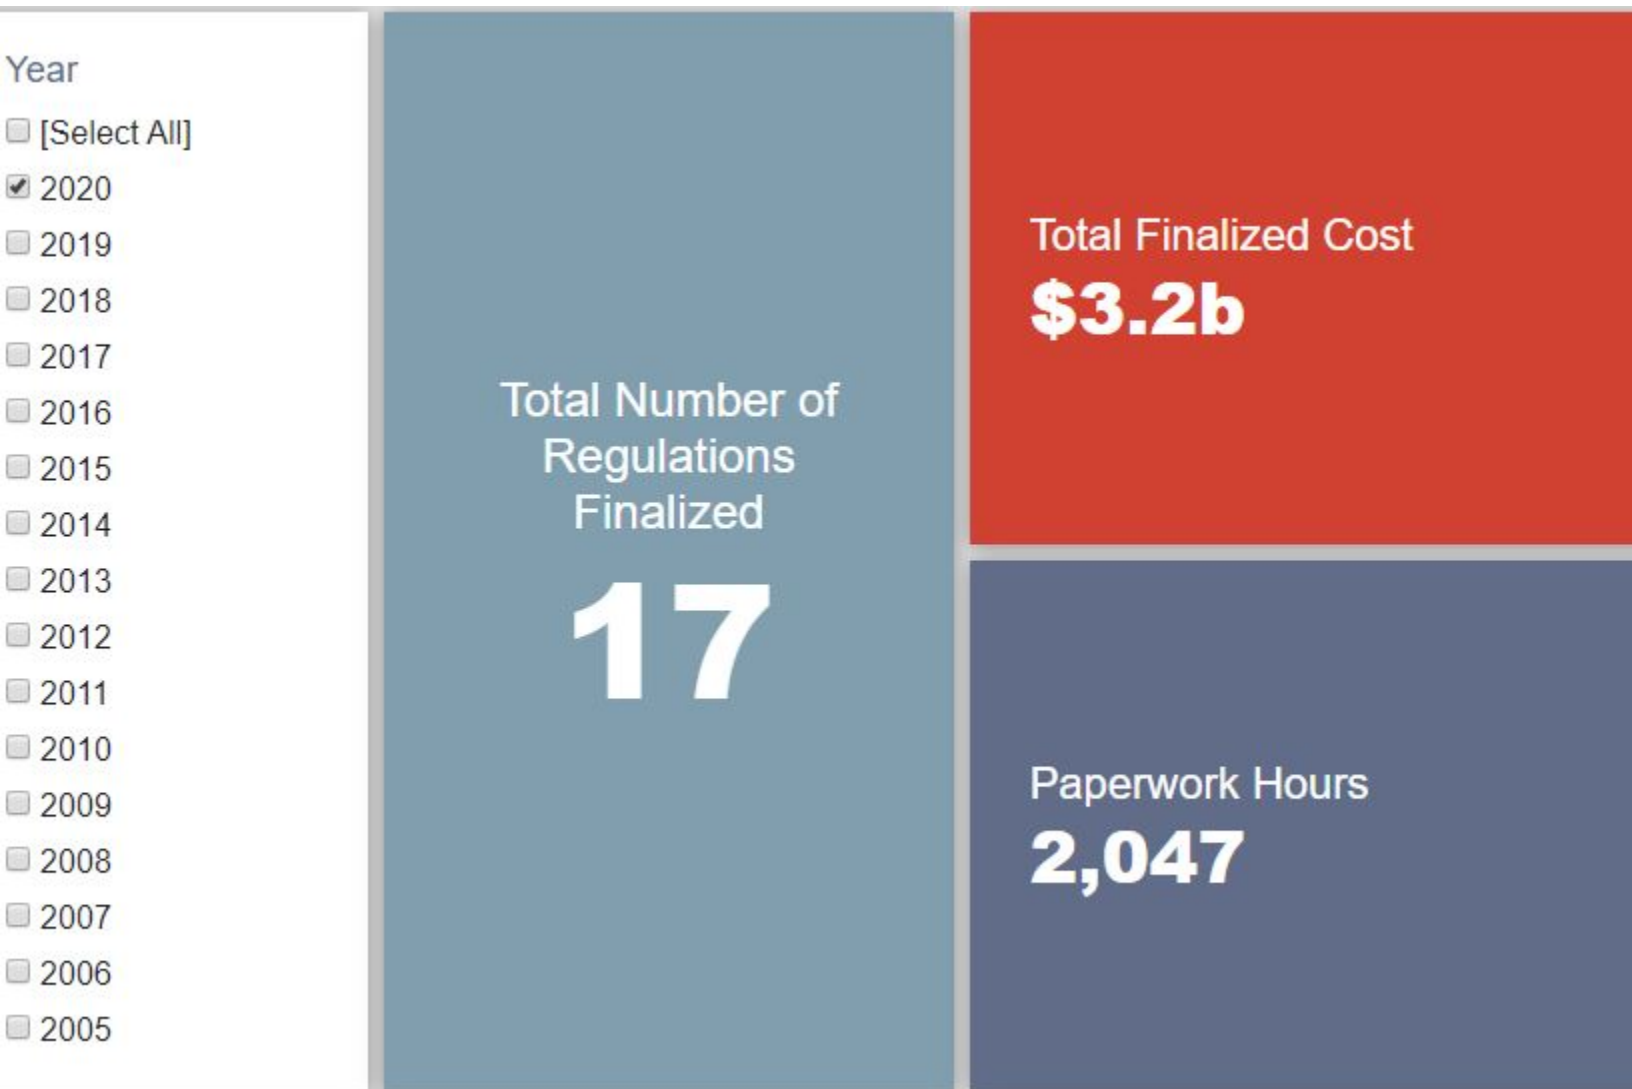 Year
[Select All]
2020
2019
2018
2017
2016
2015
2014
2013
2012
2011
2010
2009
2008
2007
2006
2005
Total Number of
Regulations
Finalized
17
Total Finalized Cost
$3.2b
Paperwork Hours
2,047